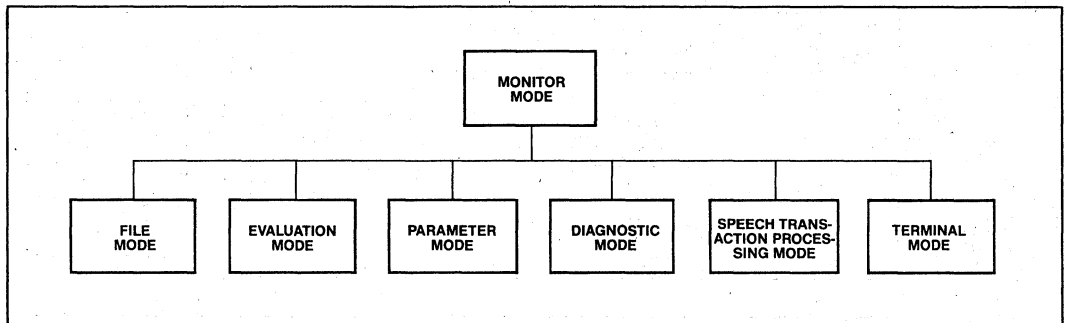 MONITOR
MODE
FILE
MODE
EVALUATION
MODE
PARAMETER
MODE
DIAGNOSTIC
MODE
SPEECH TRANS-
ACTION PROCES-
SING MODE
TERMINAL
MODE